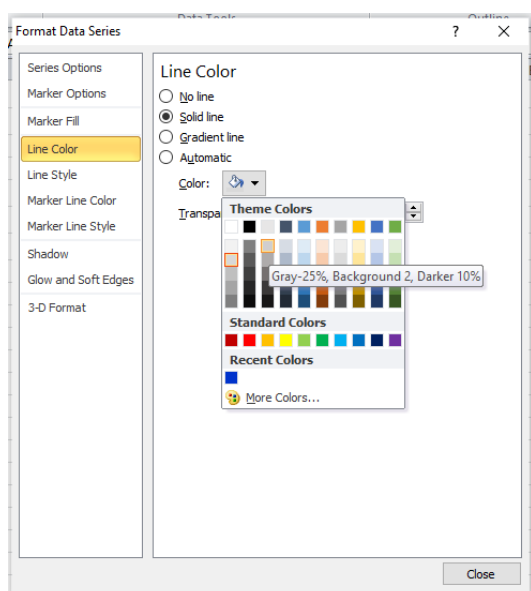 Data Tools
Outline
Format Data Series
?
Series Options
Marker Options
Marker Fill
Line Color
Line Style
Marker Line Color
Marker Line Style
Shadow
Glow and Soft Edges
3-D Format
Line Color
No line
Solid line
Gradient line
Automatic
Color:
Transpa
Theme Colors
Gray-25%, Background 2, Darker 10%
Standard Colors
Recent Colors
More Colors...
Close